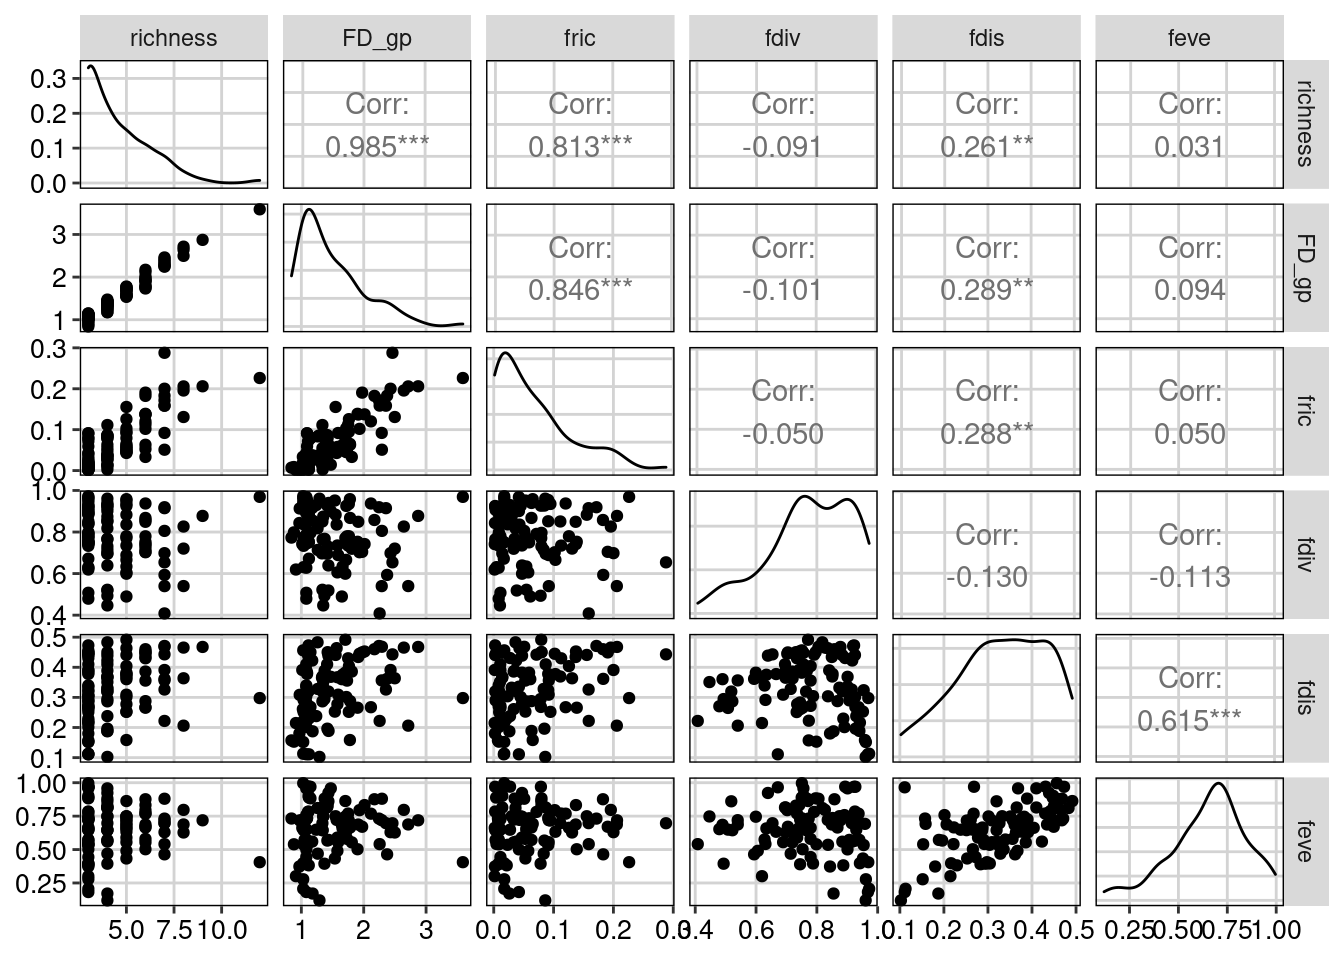 richness FD_gp fric fdiv fdis feve
0.3
0.2
0.1
0.0
Corr:
0.985***
Corr:
0.813***
Corr:
-0.091
Corr:
0.261**
Corr:
0.031
richness
3
2
1
Corr:
0.846***
Corr:
-0.101
Corr:
0.289**
Corr:
0.094
FD_gp
0.3
0.2
0.1
0.0
Corr:
-0.050
Corr:
0.288**
Corr:
0.050
fric
1.0
0.8
0.6
0.4
Corr:
-0.130
Corr:
-0.113
fdiv
0.5
0.4
0.3
0.2
0.1
Corr:
0.615***
fdis
1.00
0.75
0.50
0.25
feve
5.0 7.5 10.0 1 2 3 0.0 0.1 0.2 0.3 0.4 0.6 0.8 1.0 0.1 0.2 0.3 0.4 0.5 0.25 0.50 0.75 1.00